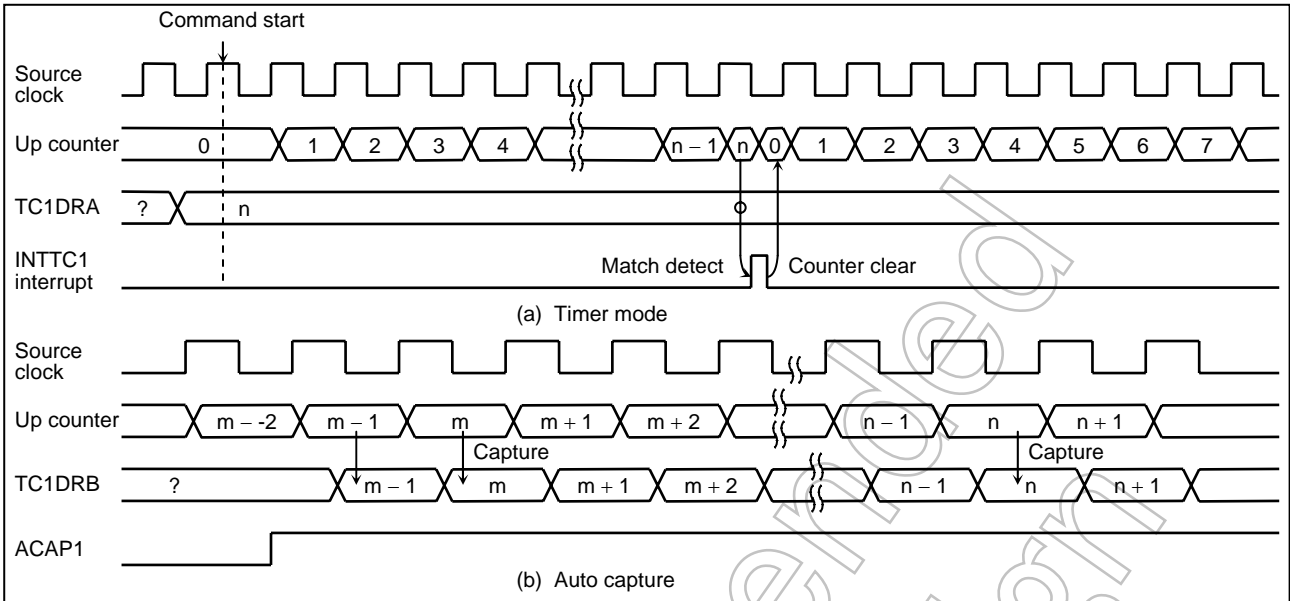 Command start
Source clock
Up counter 0 1 2 3 4 n – 1 n 0 1 2 3 4 5 6 7
TC1DRA ? n
INTTC1 interrupt Match detect Counter clear
(a) Timer mode
Source clock
Up counter m – -2 m – 1 m m + 1 m + 2 n – 1 n n + 1
Capture Capture
TC1DRB ? m – 1 m m + 1 m + 2 n – 1 n n + 1
ACAP1
(b) Auto capture